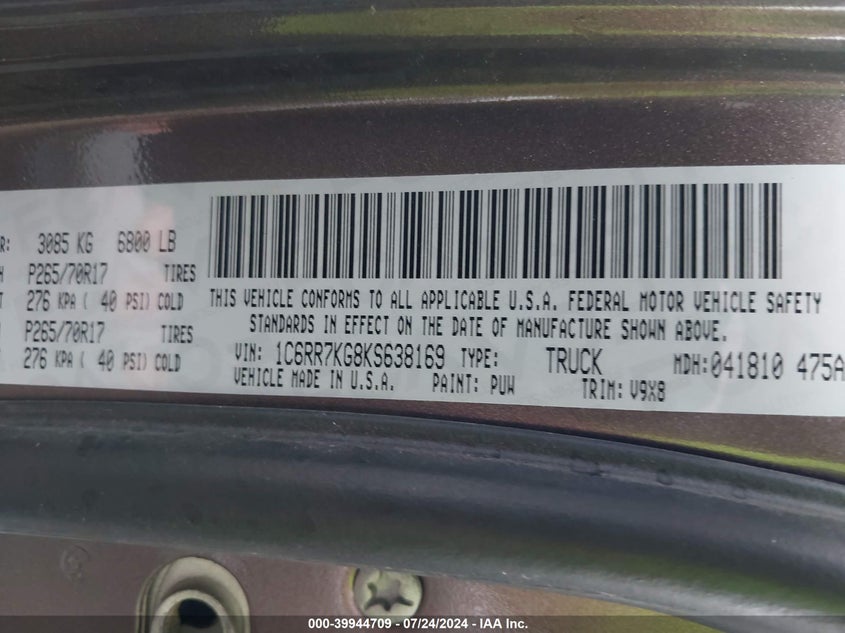 R: 3085 KG 6800 LB
P265/70R17 TIRES
276 KPA ( 40 PSI) COLD
P265/70R17 TIRES
276 KPA ( 40 PSI) COLD
THIS VEHICLE CONFORMS TO ALL APPLICABLE U.S.A. FEDERAL MOTOR VEHICLE SAFETY
STANDARDS IN EFFECT ON THE DATE OF MANUFACTURE SHOWN ABOVE.
VIN: 1C6RR7KG8KS638169 TYPE: TRUCK MDH:041810 475A
VEHICLE MADE IN U.S.A. PAINT: PUW TRIM: V9X8
000-39944709 - 07/24/2024 - IAA Inc.